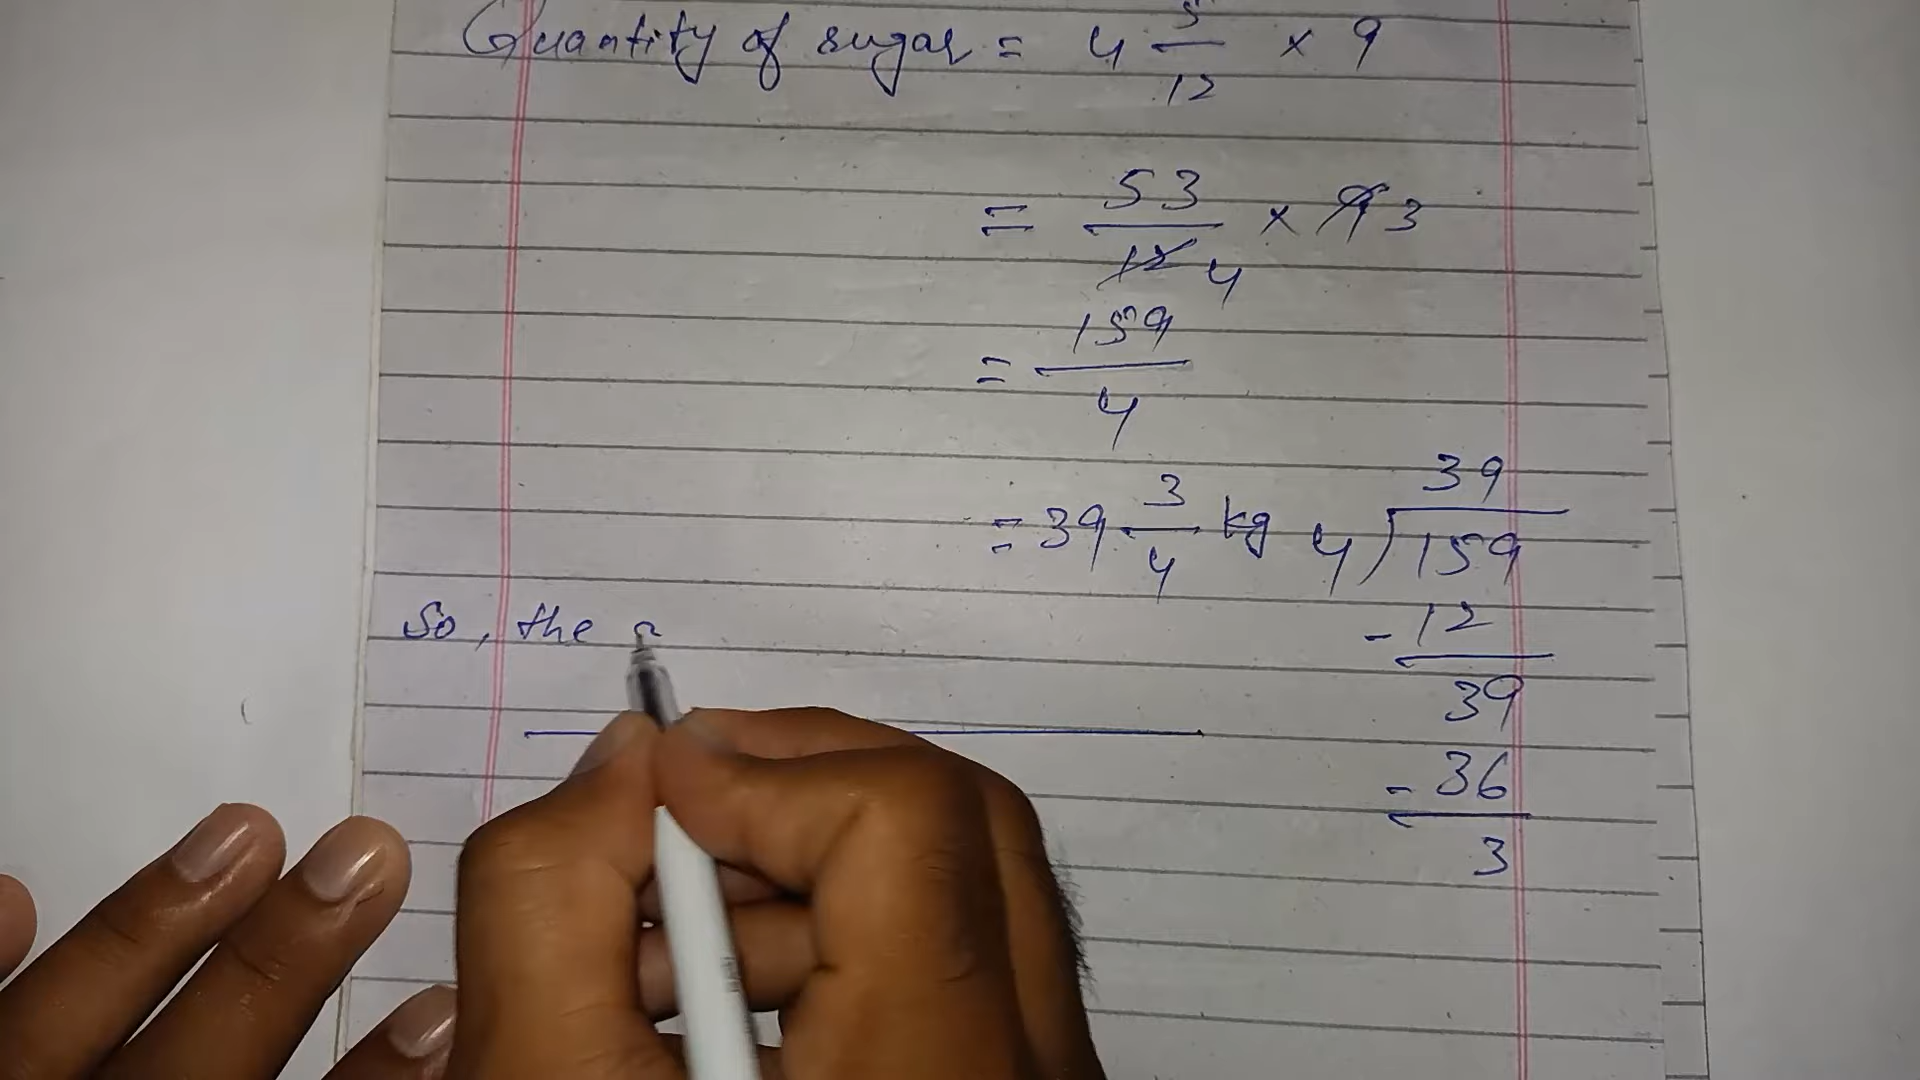 Quantity of sugar = 4 5/12 × 9
= 53/12 4 × 9 3
= 159/4
= 39 3/4 kg
39
4)159
-12
39
-36
3
So, the